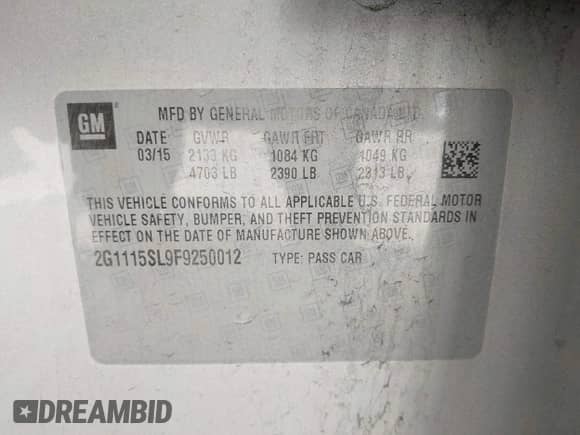 GM
MFD BY GENERAL MOTORS OF CANADA LTD.
DATE GVWR GAWR FRT GAWR RR
03/15 2133 KG 1084 KG 1049 KG
4703 LB 2390 LB 2313 LB
THIS VEHICLE CONFORMS TO ALL APPLICABLE U.S. FEDERAL MOTOR
VEHICLE SAFETY, BUMPER, AND THEFT PREVENTION STANDARDS IN
EFFECT ON THE DATE OF MANUFACTURE SHOWN ABOVE.
2G1115SL9F9250012 TYPE: PASS CAR
DREAMBID